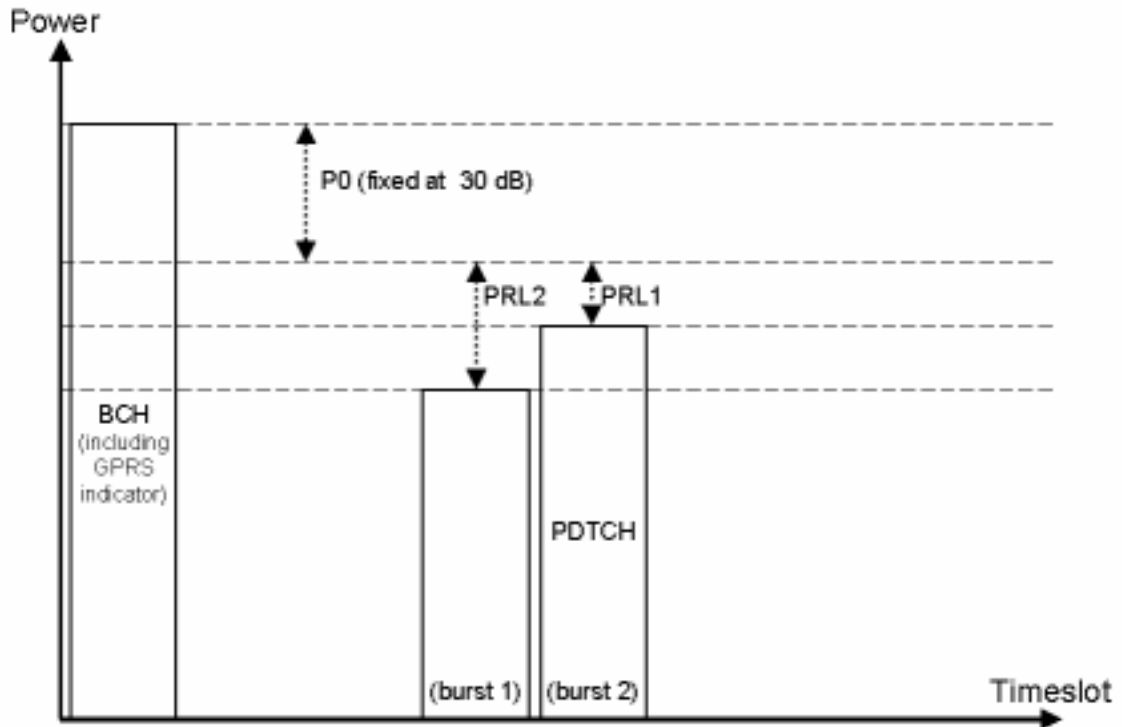 Power
P0 (fixed at 30 dB)
PRL2
PRL1
BCH
(including
GPRS
indicator)
PDTCH
(burst 1)
(burst 2)
Timeslot